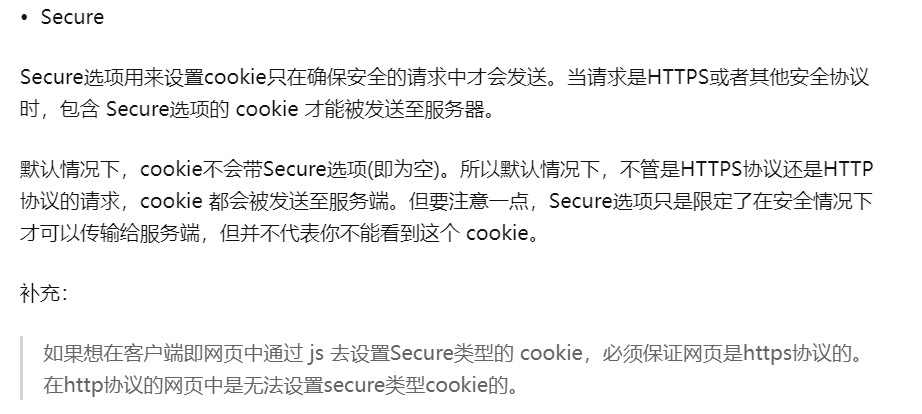 • Secure
Secure选项用来设置cookie只在确保安全的请求中才会发送。当请求是HTTPS或者其他安全协议
时，包含 Secure选项的 cookie 才能被发送至服务器。
默认情况下，cookie不会带Secure选项(即为空)。所以默认情况下，不管是HTTPS协议还是HTTP
协议的请求，cookie 都会被发送至服务端。但要注意一点，Secure选项只是限定了在安全情况下
才可以传输给服务端，但并不代表你不能看到这个 cookie。
补充：
如果想在客户端即网页中通过 js 去设置Secure类型的 cookie，必须保证网页是https协议的。
在http协议的网页中是无法设置secure类型cookie的。